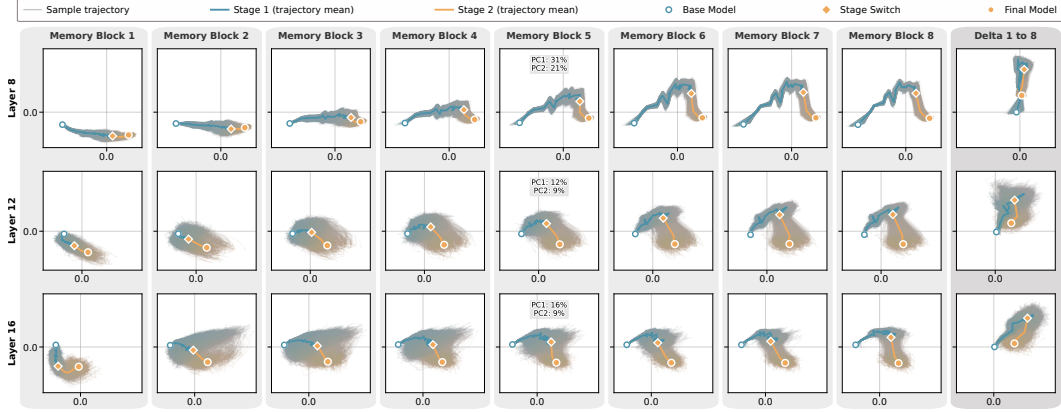 Sample trajectory Stage 1 (trajectory mean) Stage 2 (trajectory mean) Base Model Stage Switch Final Model
Memory Block 1 Memory Block 2 Memory Block 3 Memory Block 4 Memory Block 5 Memory Block 6 Memory Block 7 Memory Block 8 Delta 1 to 8
PC1: 31%
PC2: 21%
Layer 8
0.0
0.0 0.0 0.0 0.0 0.0 0.0 0.0 0.0 0.0
PC1: 12%
PC2: 9%
Layer 12
0.0
0.0 0.0 0.0 0.0 0.0 0.0 0.0 0.0 0.0
PC1: 16%
PC2: 9%
Layer 16
0.0
0.0 0.0 0.0 0.0 0.0 0.0 0.0 0.0 0.0